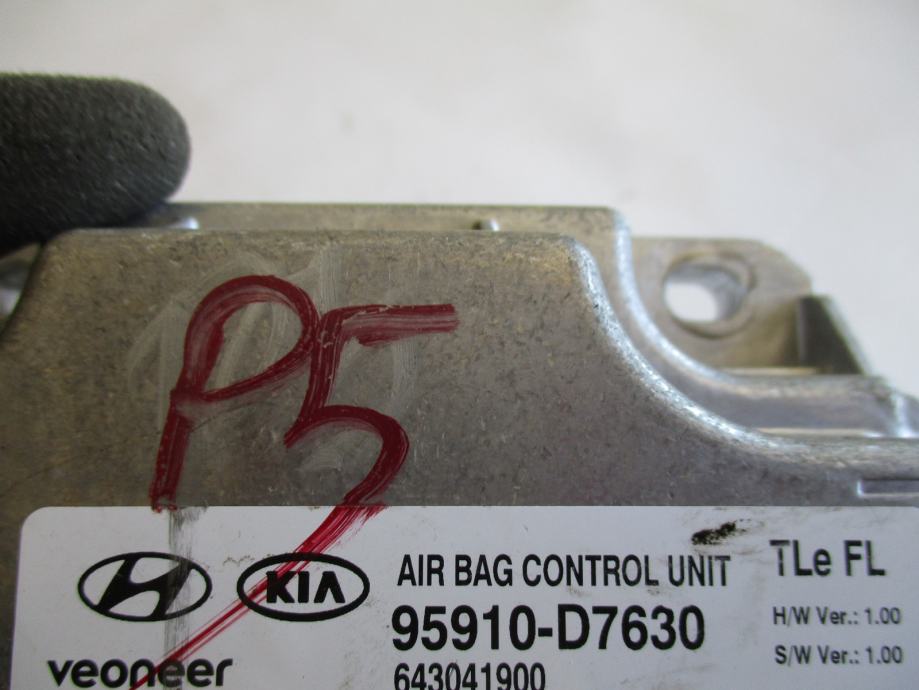 P5
KIA AIR BAG CONTROL UNIT TLe FL
95910-D7630 H/W Ver.: 1.00
veoneer 643041900 S/W Ver.: 1.00